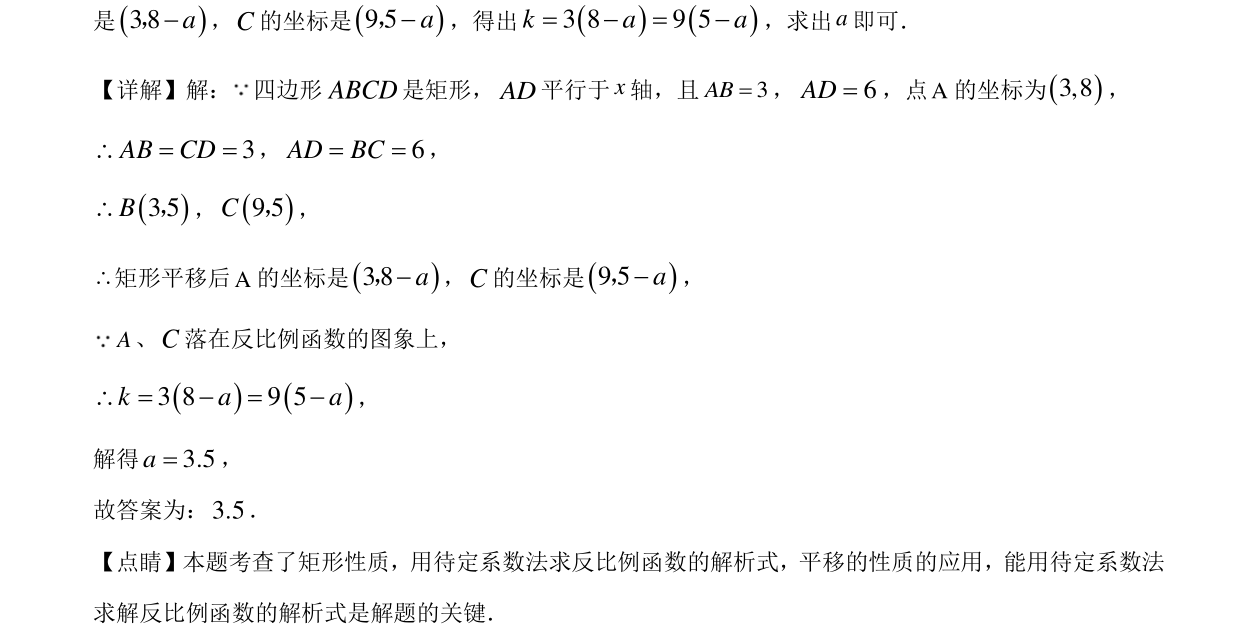 是(3,8−a)，C 的坐标是(9,5−a)，得出k=3(8−a)=9(5−a)，求出a 即可．
【详解】解：∵四边形 ABCD 是矩形， AD 平行于 x 轴，且 AB=3， AD=6，点 A 的坐标为(3,8)，
∴AB=CD=3， AD=BC=6，
∴B(3,5)， C(9,5)，
∴矩形平移后 A 的坐标是(3,8−a)， C 的坐标是(9,5−a)，
∵A、C 落在反比例函数的图象上，
∴k=3(8−a)=9(5−a)，
解得a=3.5，
故答案为：3.5．
【点睛】本题考查了矩形性质，用待定系数法求反比例函数的解析式，平移的性质的应用，能用待定系数法
求解反比例函数的解析式是解题的关键．